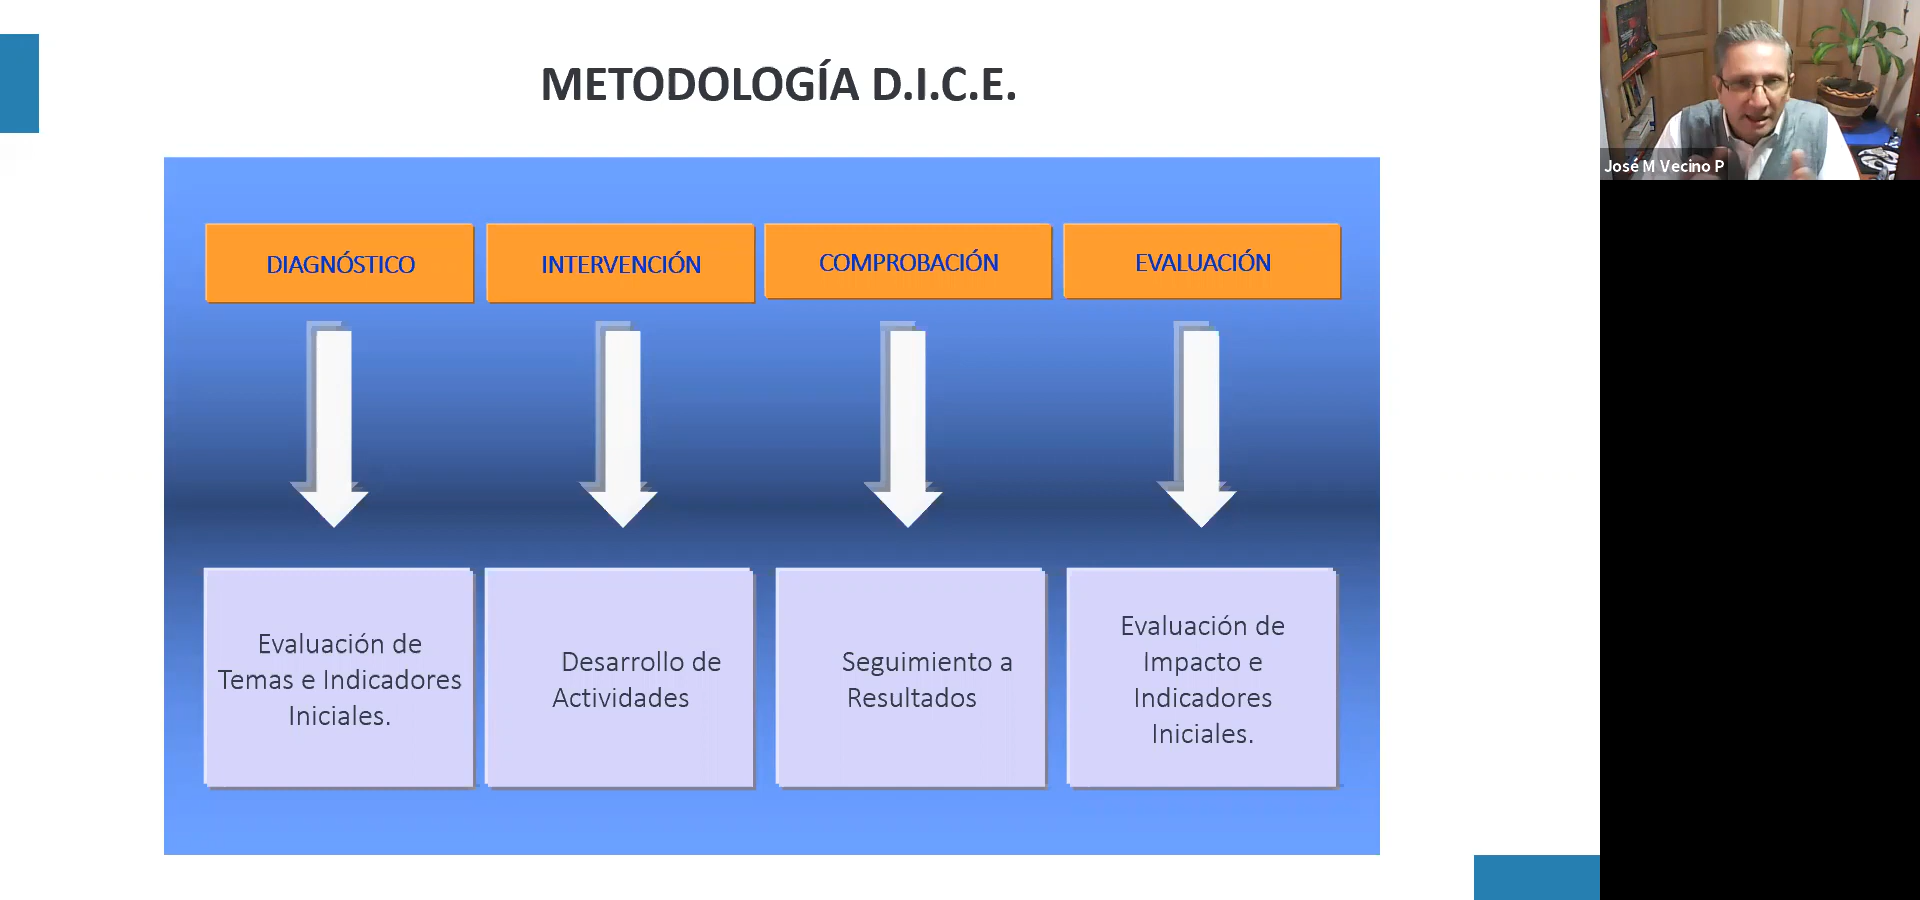 METODOLOGÍA D.I.C.E.
José M Vecino P
DIAGNÓSTICO
INTERVENCIÓN
COMPROBACIÓN
EVALUACIÓN
Evaluación de
Temas e Indicadores
Iniciales.
Desarrollo de
Actividades
Seguimiento a
Resultados
Evaluación de
Impacto e
Indicadores
Iniciales.